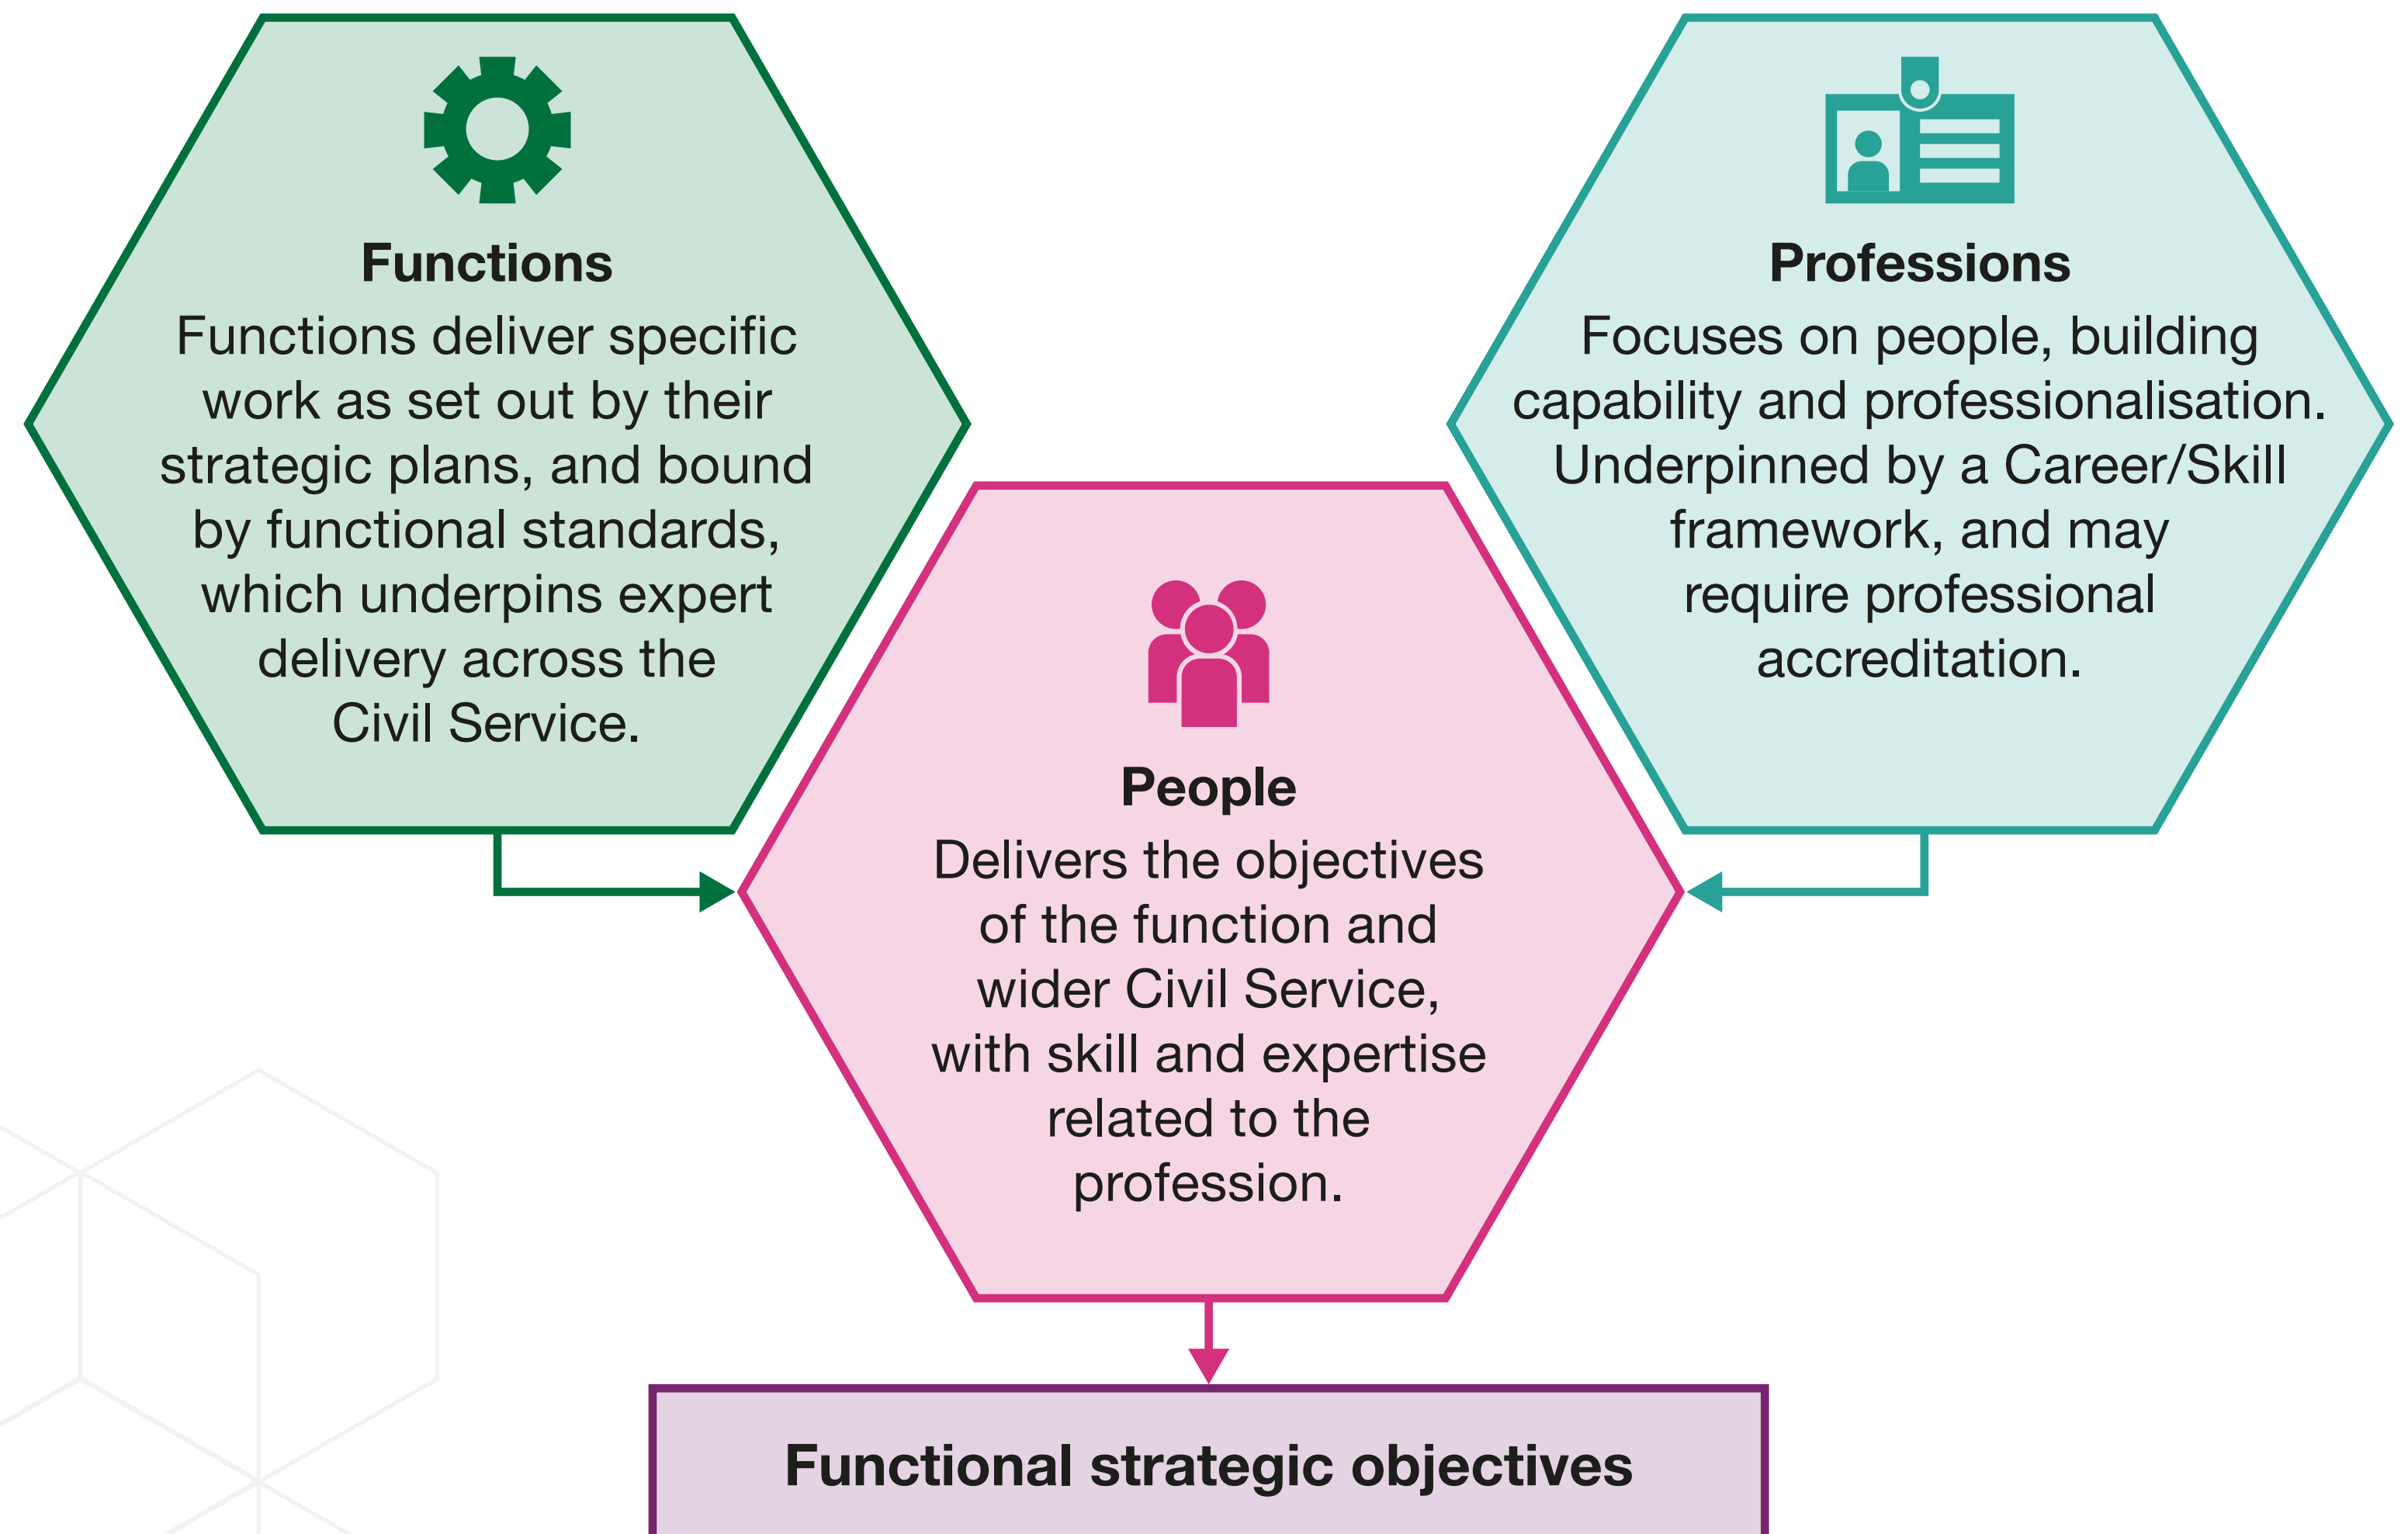 Functions
Functions deliver specific
work as set out by their
strategic plans, and bound
by functional standards,
which underpins expert
delivery across the
Civil Service.
Professions
Focuses on people, building
capability and professionalisation.
Underpinned by a Career/Skill
framework, and may
require professional
accreditation.
People
Delivers the objectives
of the function and
wider Civil Service,
with skill and expertise
related to the
profession.
Functional strategic objectives